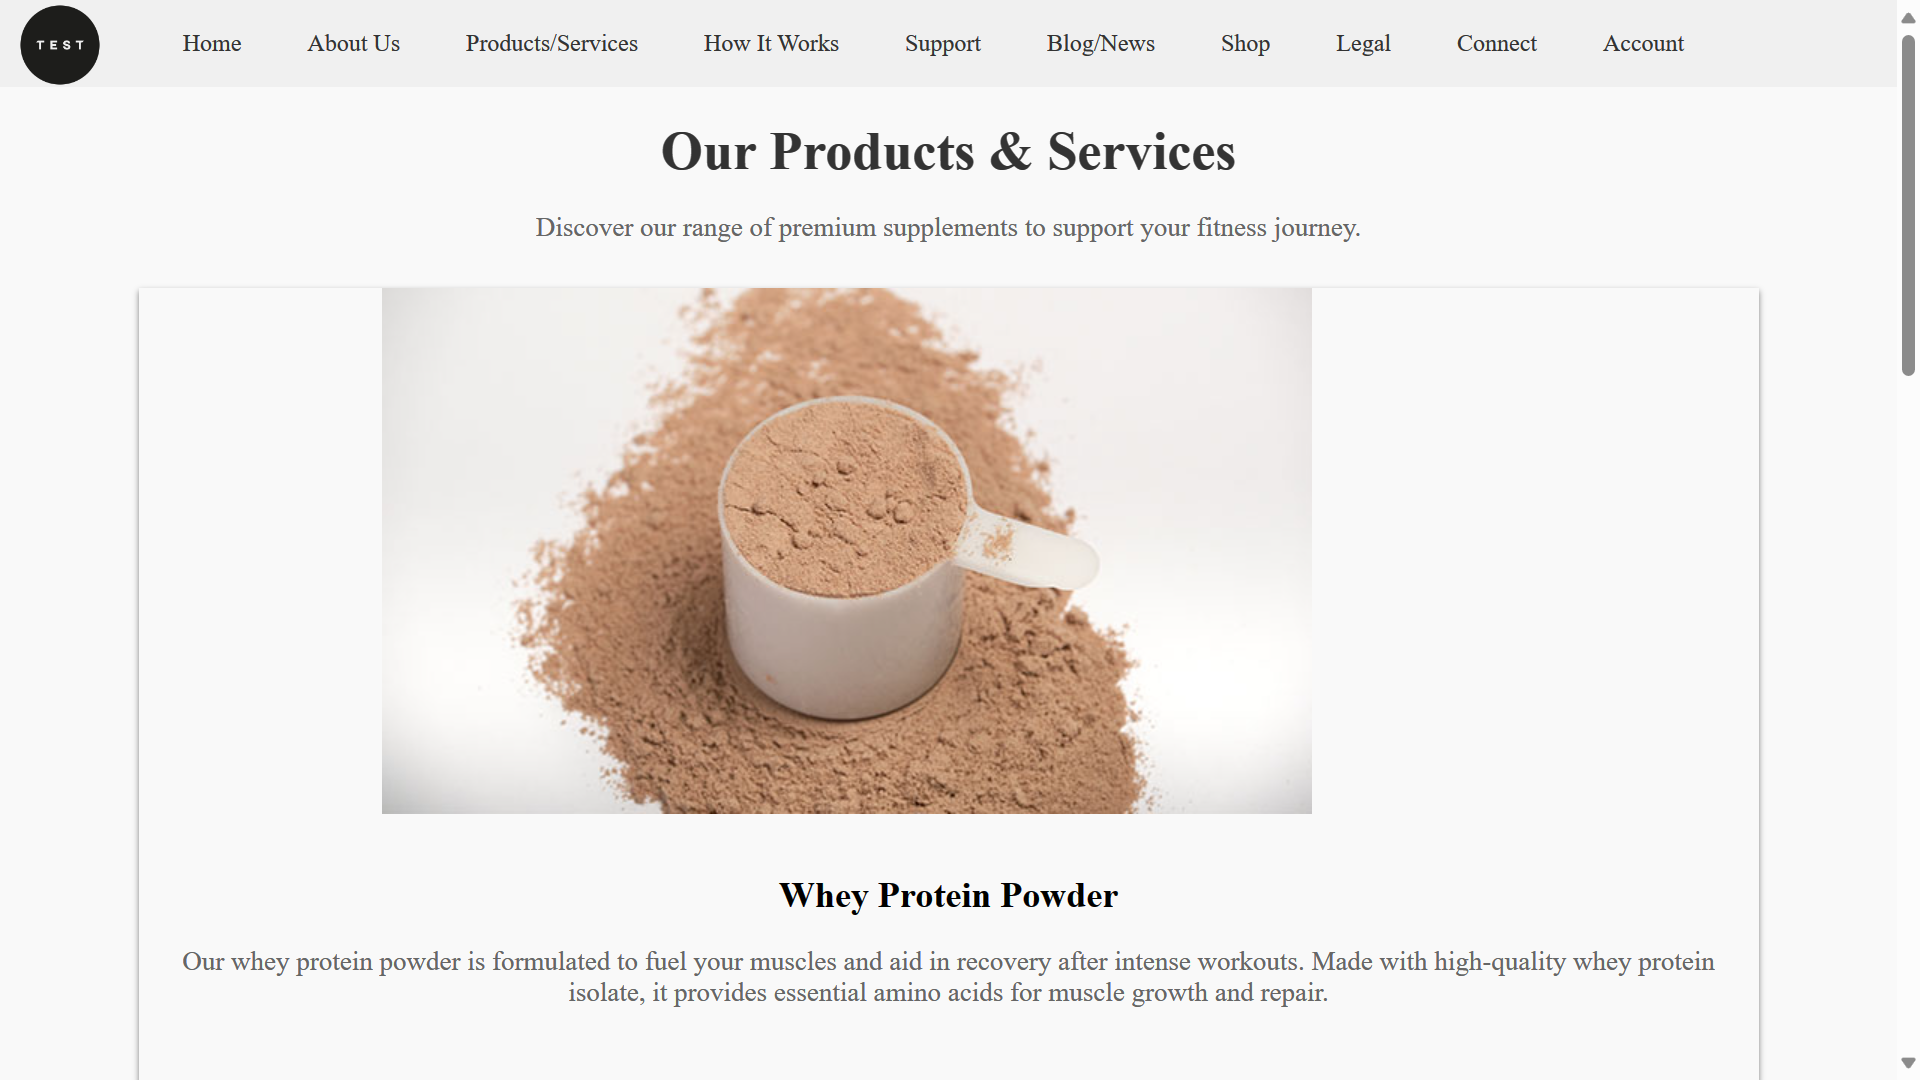 TEST
Home About Us Products/Services How It Works Support Blog/News Shop Legal Connect Account
Our Products & Services
Discover our range of premium supplements to support your fitness journey.
Whey Protein Powder
Our whey protein powder is formulated to fuel your muscles and aid in recovery after intense workouts. Made with high-quality whey protein
isolate, it provides essential amino acids for muscle growth and repair.